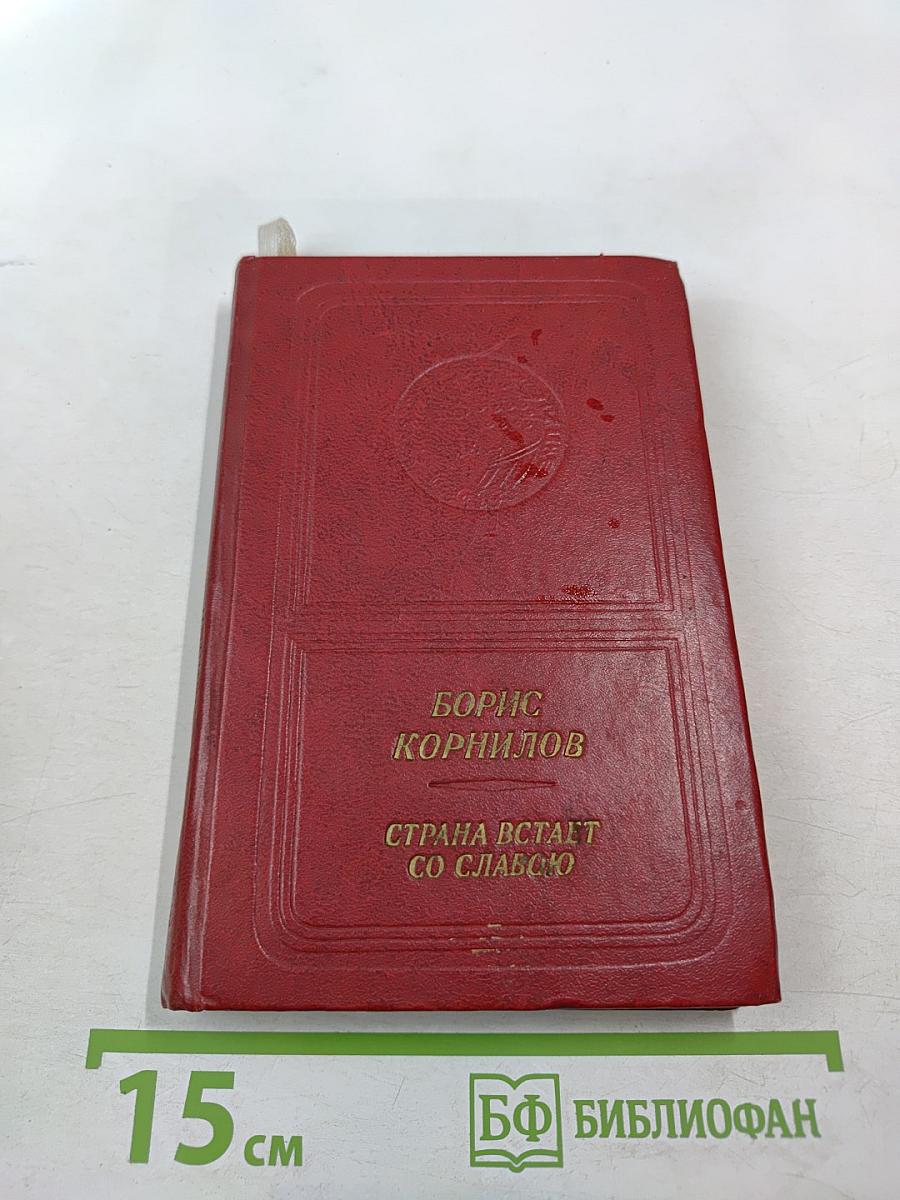 БОРИС
КОРНИЛОВ
СТРАНА ВСТАЕТ
СО СЛАВОЮ
15 см
БФ БИБЛИОФАН